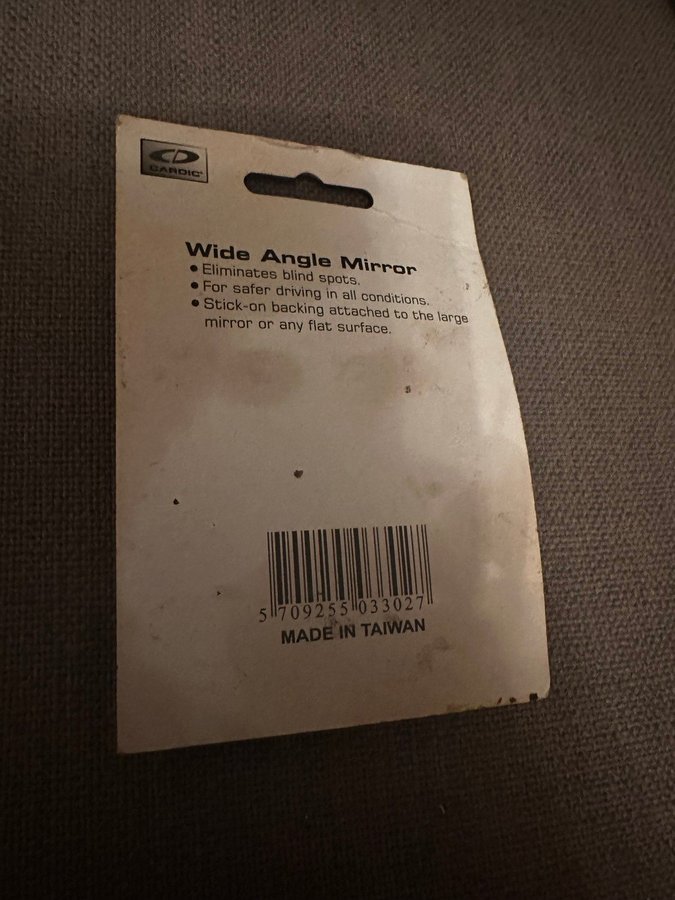 CARDIC
Wide Angle Mirror
• Eliminates blind spots.
• For safer driving in all conditions.
• Stick-on backing attached to the large
mirror or any flat surface.
5 709255 033027
MADE IN TAIWAN